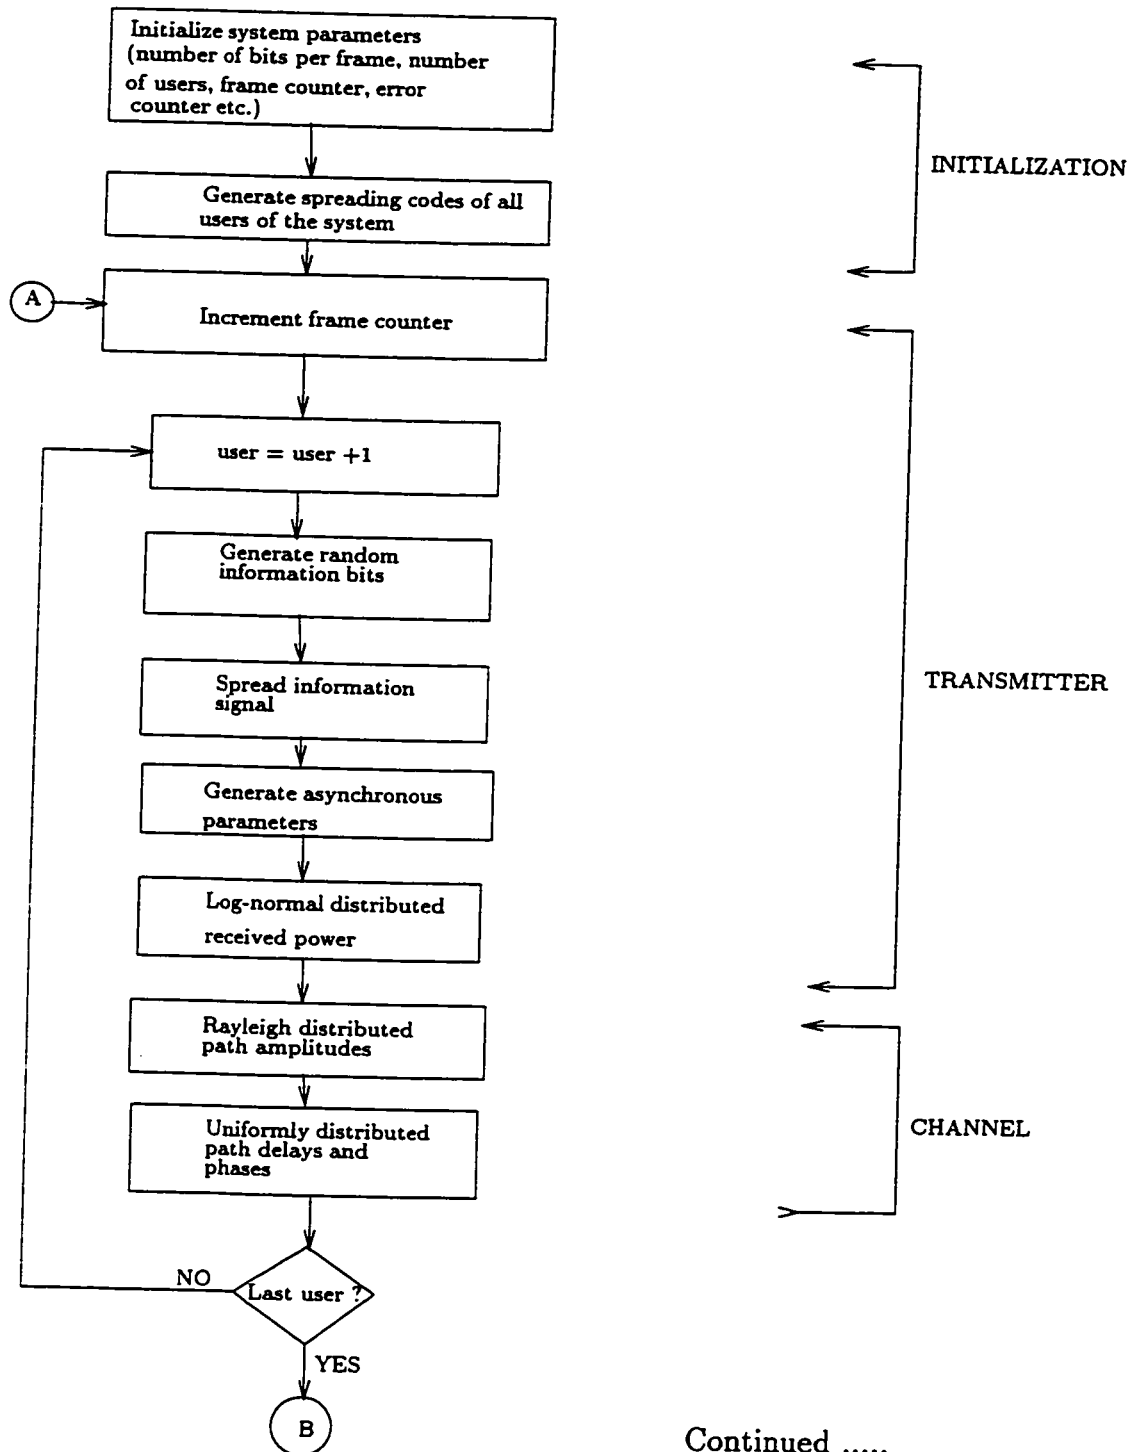 Initialize system parameters
(number of bits per frame, number
of users, frame counter, error
counter etc.)
INITIALIZATION
Generate spreading codes of all
users of the system
A
Increment frame counter
user = user +1
Generate random
information bits
Spread information
signal
TRANSMITTER
Generate asynchronous
parameters
Log-normal distributed
received power
Rayleigh distributed
path amplitudes
Uniformly distributed
path delays and
phases
CHANNEL
NO
Last user ?
YES
B
Continued .....